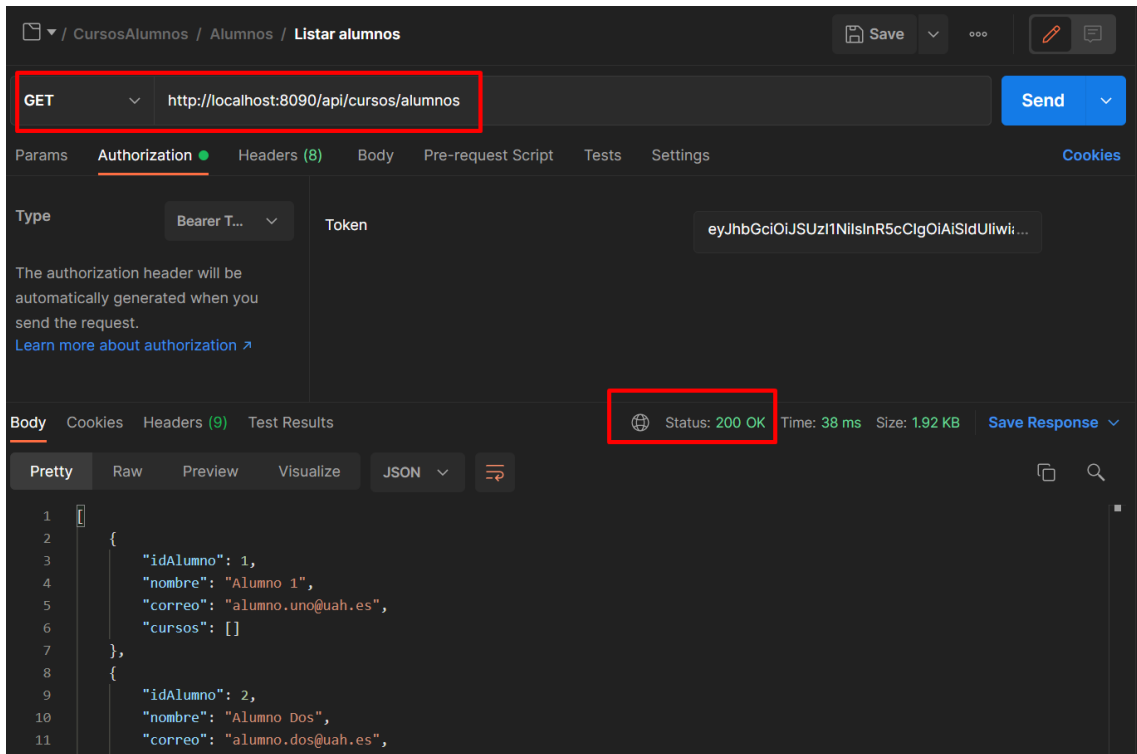 / CursosAlumnos / Alumnos / Listar alumnos
Save
GET http://localhost:8090/api/cursos/alumnos
Send
Params Authorization Headers (8) Body Pre-request Script Tests Settings Cookies
Type Bearer T...
Token eyJhbGciOiJSUzI1NiIsInR5cCIgOiAiSldUIiwia...
The authorization header will be
automatically generated when you
send the request.
Learn more about authorization ↗
Body Cookies Headers (9) Test Results Status: 200 OK Time: 38 ms Size: 1.92 KB Save Response
Pretty Raw Preview Visualize JSON
1 [
2 {
3 "idAlumno": 1,
4 "nombre": "Alumno 1",
5 "correo": "alumno.uno@uah.es",
6 "cursos": []
7 },
8 {
9 "idAlumno": 2,
10 "nombre": "Alumno Dos",
11 "correo": "alumno.dos@uah.es",